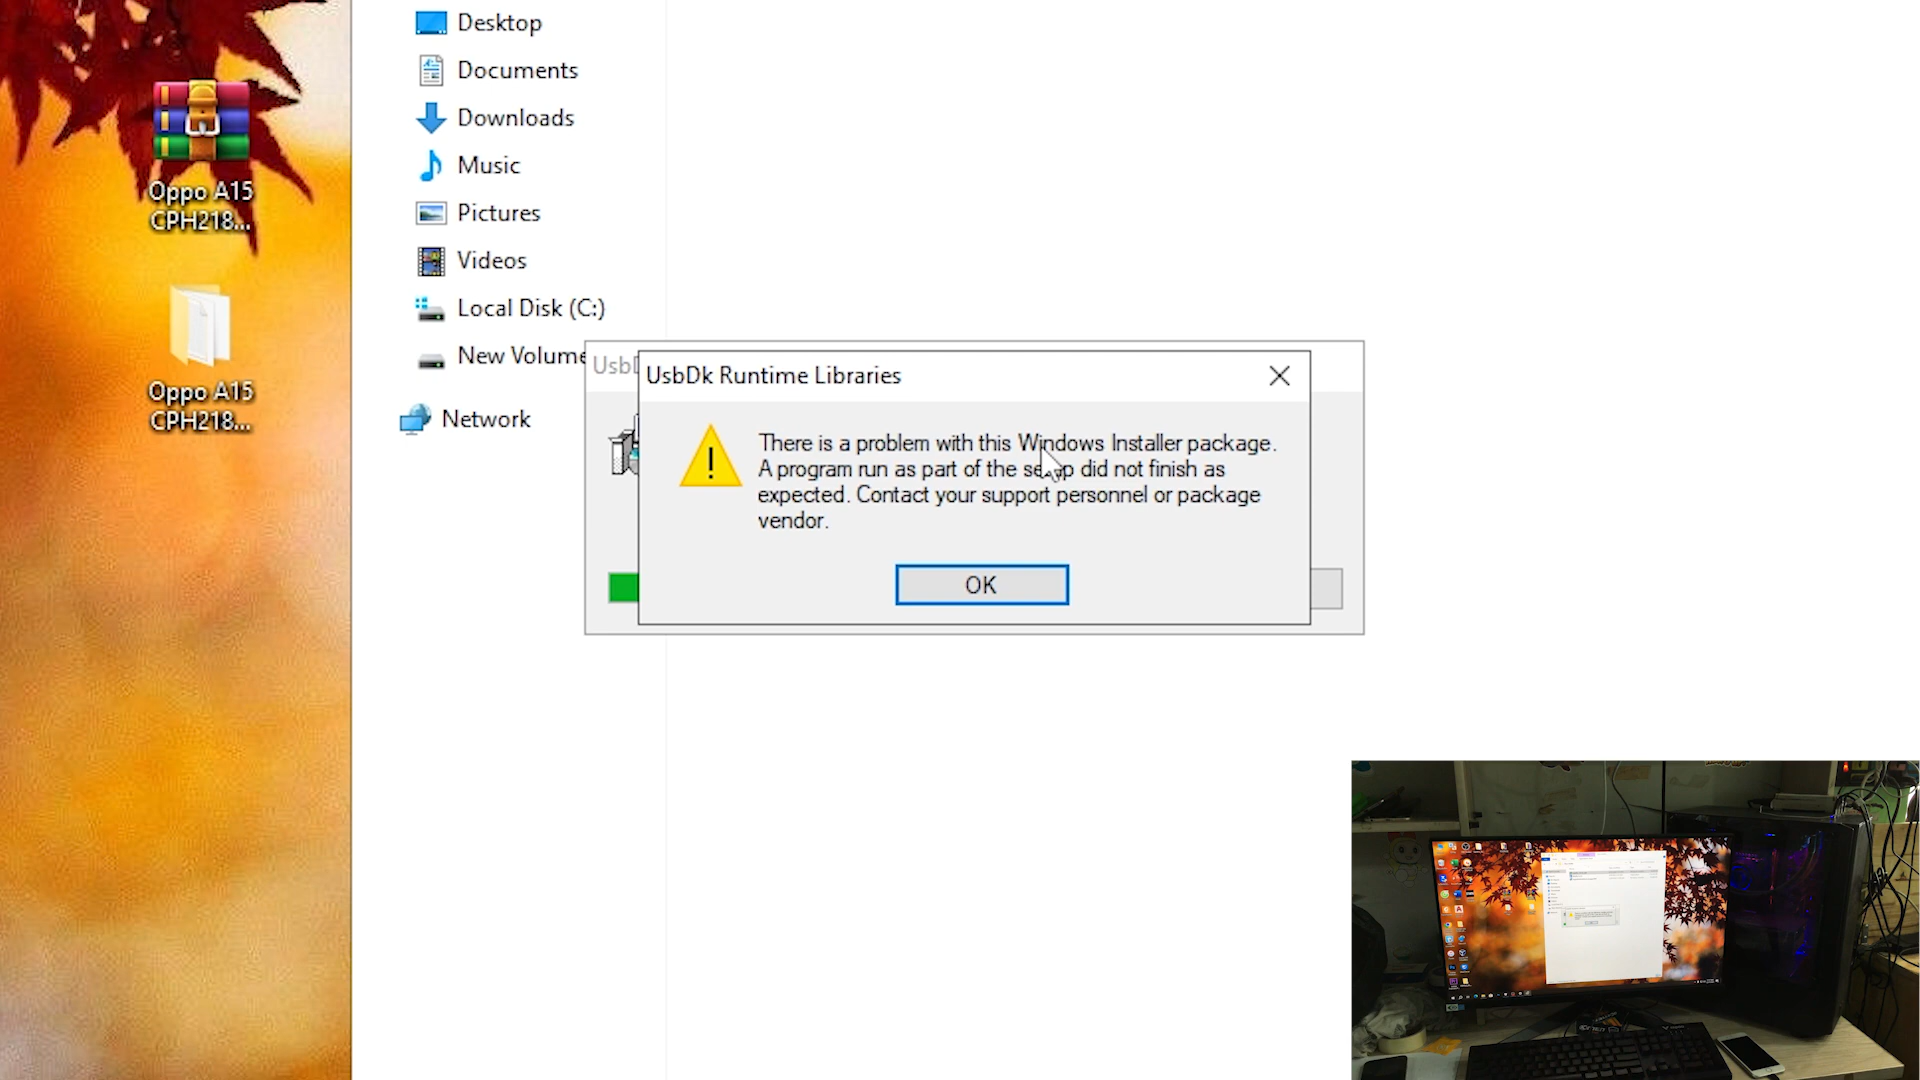 Desktop
Documents
Downloads
Music
Pictures
Videos
Local Disk (C:)
New Volume
Network
Oppo A15
CPH218...
Oppo A15
CPH218...
UsbDk Runtime Libraries
There is a problem with this Windows Installer package.
A program run as part of the setup did not finish as
expected. Contact your support personnel or package
vendor.
OK